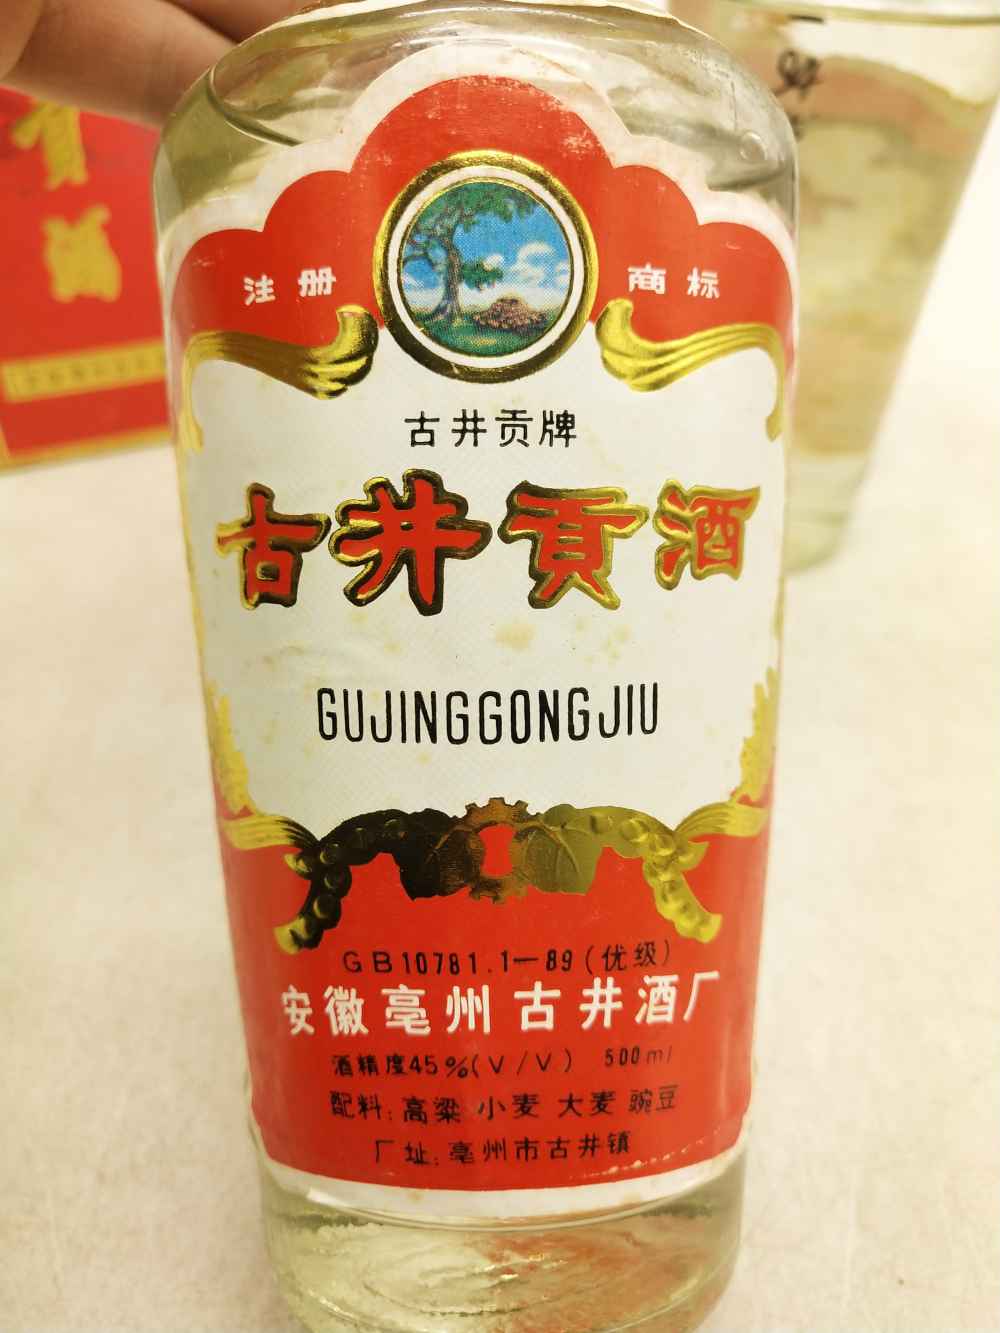 注册 商标
古井贡牌
古井贡酒
GUJINGGONGJIU
GB10781.1—89(优级)
安徽亳州古井酒厂
酒精度45%(V/V) 500ml
配料:高粱 小麦 大麦 豌豆
厂址:亳州市古井镇
贡
酒